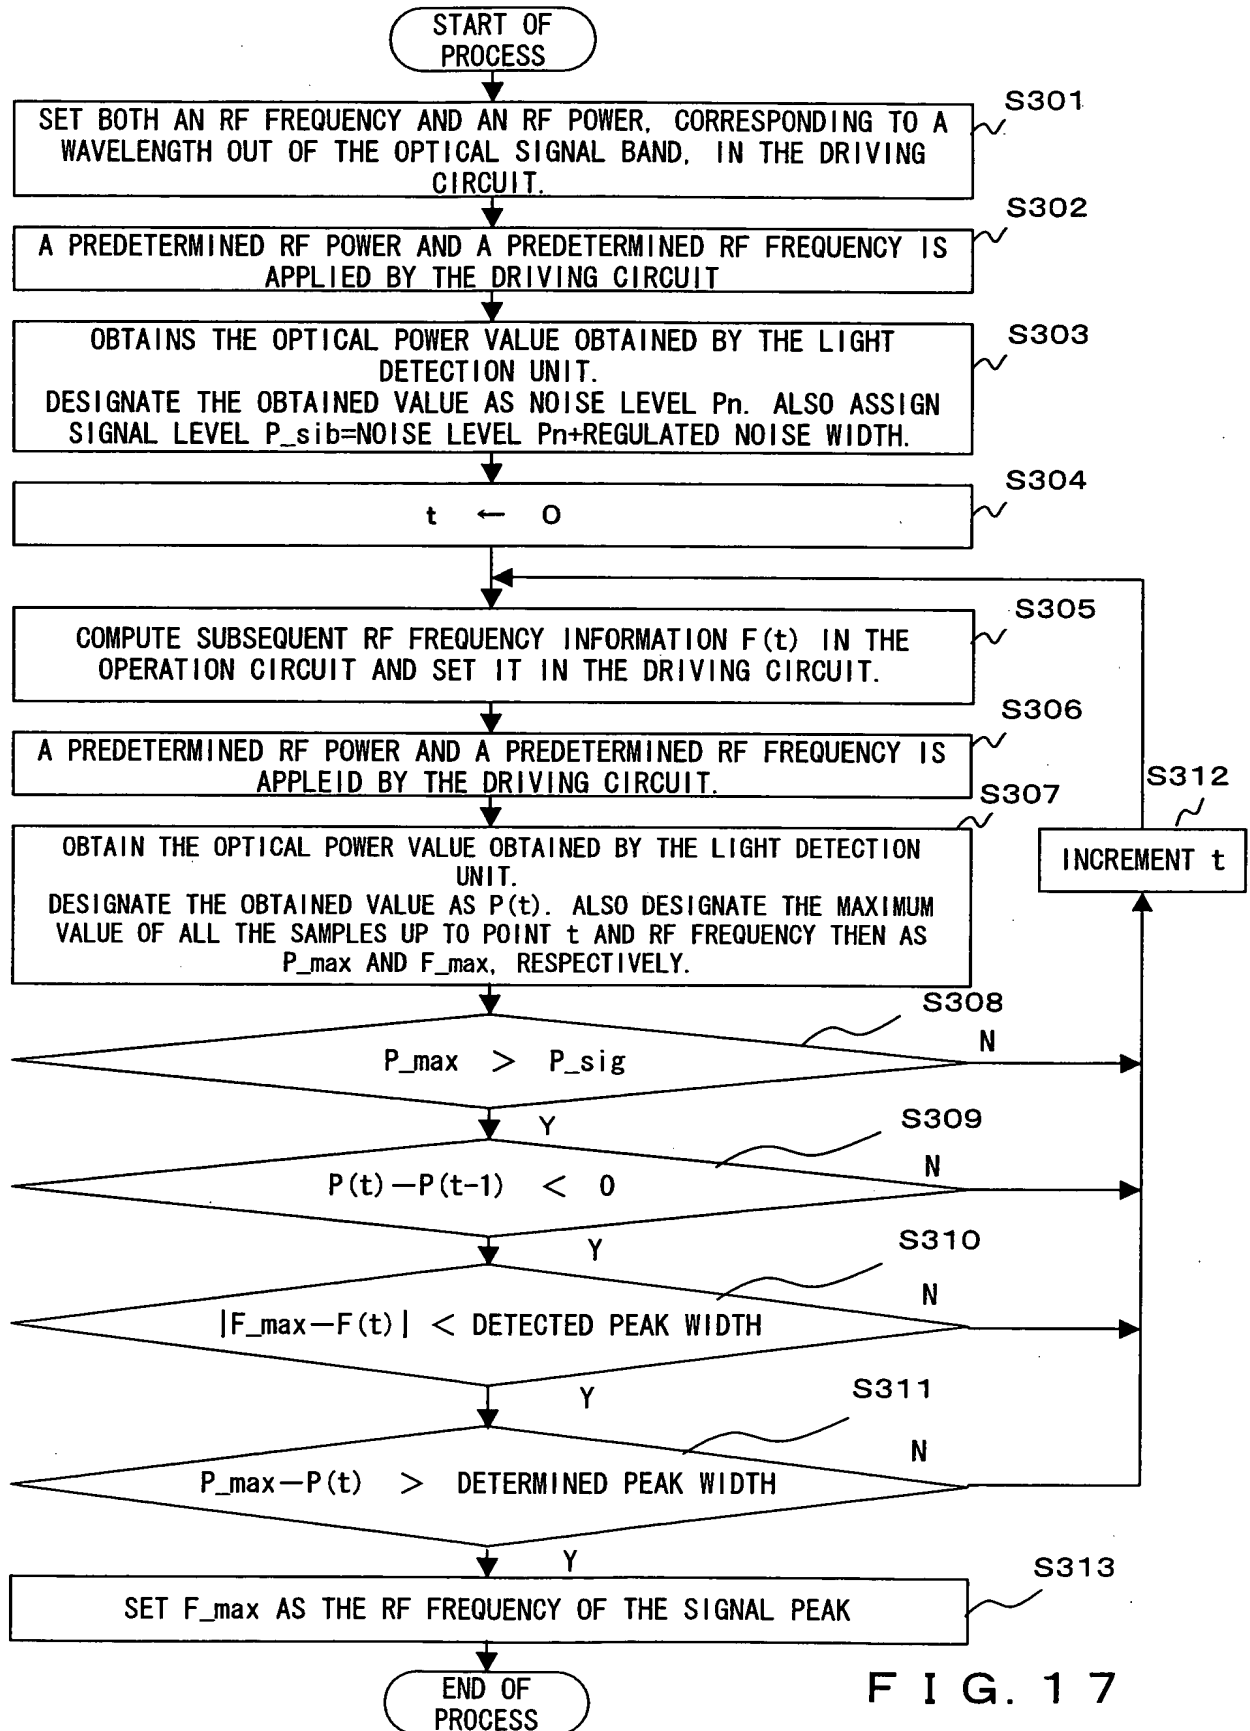 START OF
PROCESS
S301
SET BOTH AN RF FREQUENCY AND AN RF POWER, CORRESPONDING TO A
WAVELENGTH OUT OF THE OPTICAL SIGNAL BAND, IN THE DRIVING
CIRCUIT.
S302
A PREDETERMINED RF POWER AND A PREDETERMINED RF FREQUENCY IS
APPLIED BY THE DRIVING CIRCUIT
S303
OBTAINS THE OPTICAL POWER VALUE OBTAINED BY THE LIGHT
DETECTION UNIT.
DESIGNATE THE OBTAINED VALUE AS NOISE LEVEL Pn. ALSO ASSIGN
SIGNAL LEVEL P_sib=NOISE LEVEL Pn+REGULATED NOISE WIDTH.
S304
t ← 0
S305
COMPUTE SUBSEQUENT RF FREQUENCY INFORMATION F(t) IN THE
OPERATION CIRCUIT AND SET IT IN THE DRIVING CIRCUIT.
S306
A PREDETERMINED RF POWER AND A PREDETERMINED RF FREQUENCY IS
APPLEID BY THE DRIVING CIRCUIT.
S307
OBTAIN THE OPTICAL POWER VALUE OBTAINED BY THE LIGHT DETECTION
UNIT.
DESIGNATE THE OBTAINED VALUE AS P(t). ALSO DESIGNATE THE MAXIMUM
VALUE OF ALL THE SAMPLES UP TO POINT t AND RF FREQUENCY THEN AS
P_max AND F_max, RESPECTIVELY.
S312
INCREMENT t
S308
P_max > P_sig
N
Y
S309
P(t)−P(t-1) < 0
N
Y
S310
|F_max−F(t)| < DETECTED PEAK WIDTH
N
Y
S311
P_max−P(t) > DETERMINED PEAK WIDTH
N
Y
S313
SET F_max AS THE RF FREQUENCY OF THE SIGNAL PEAK
END OF
PROCESS
FIG. 17